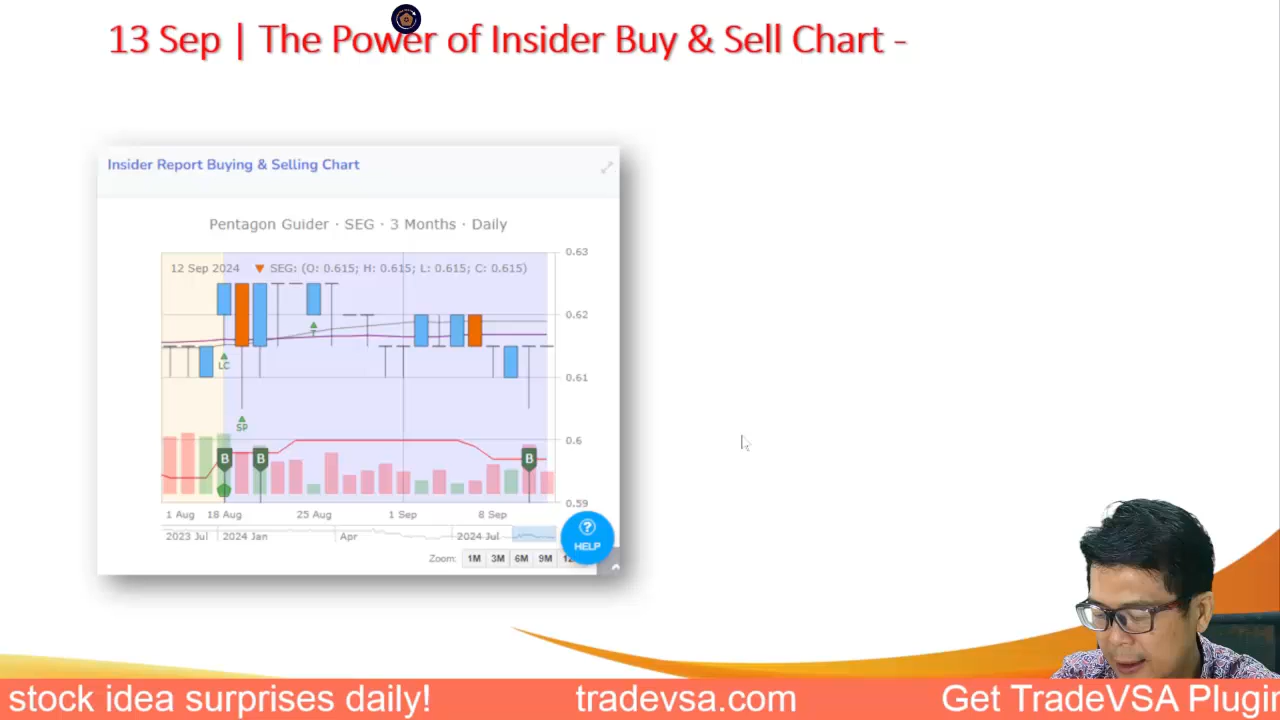 13 Sep | The Power of Insider Buy & Sell Chart -
Insider Report Buying & Selling Chart
Pentagon Guider · SEG · 3 Months · Daily
0.63
12 Sep 2024 ▼ SEG: (O: 0.615; H: 0.615; L: 0.615; C: 0.615)
0.62
T
LC
0.61
SP
0.6
B B B
0.59
1 Aug 18 Aug 25 Aug 1 Sep 8 Sep
2023 Jul 2024 Jan Apr 2024 Jul
? HELP
Zoom: 1M 3M 6M 9M
stock idea surprises daily! tradevsa.com Get TradeVSA Plugin